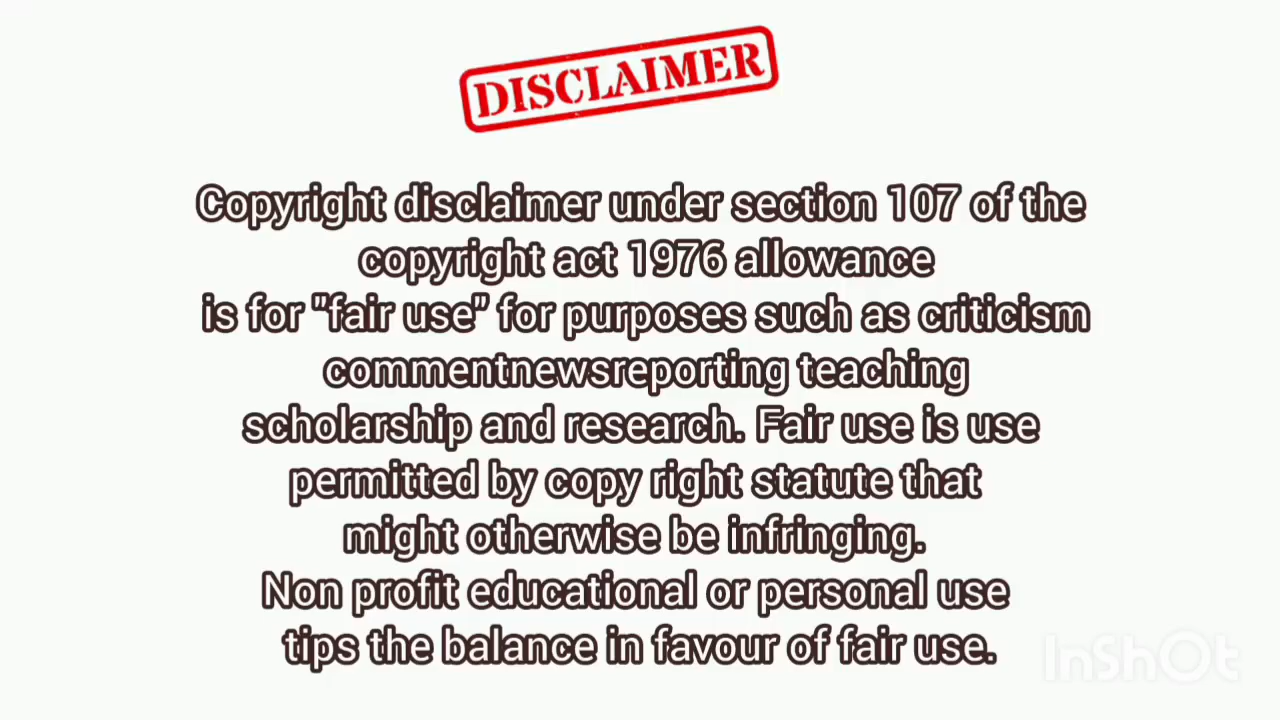 DISCLAIMER
Copyright disclaimer under section 107 of the
copyright act 1976 allowance
is for "fair use" for purposes such as criticism
commentnewsreporting teaching
scholarship and research. Fair use is use
permitted by copy right statute that
might otherwise be infringing.
Non profit educational or personal use
tips the balance in favour of fair use.
InShOt